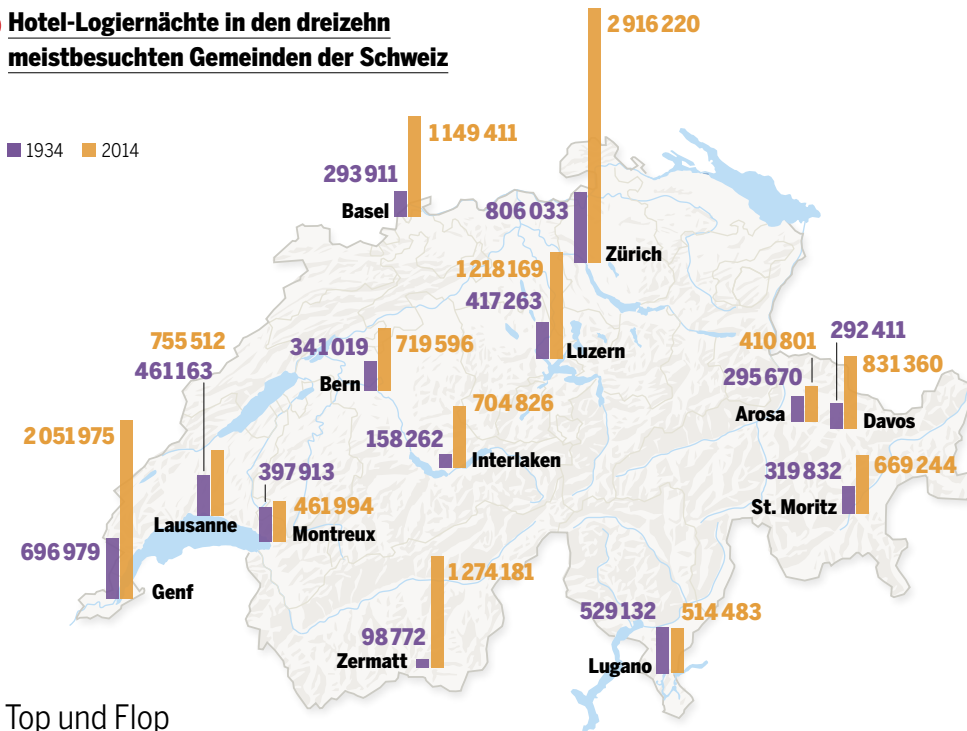 Hotel-Logiernächte in den dreizehn
meistbesuchten Gemeinden der Schweiz
1934 2014
2 916 220
806 033
Zürich
1 149 411
293 911
Basel
1 218 169
417 263
Luzern
755 512
461 163
Lausanne
341 019
719 596
Bern
704 826
158 262
Interlaken
410 801
295 670
Arosa
292 411
831 360
Davos
319 832
669 244
St. Moritz
2 051 975
696 979
Genf
397 913
461 994
Montreux
1 274 181
98 772
Zermatt
529 132
514 483
Lugano
Top und Flop